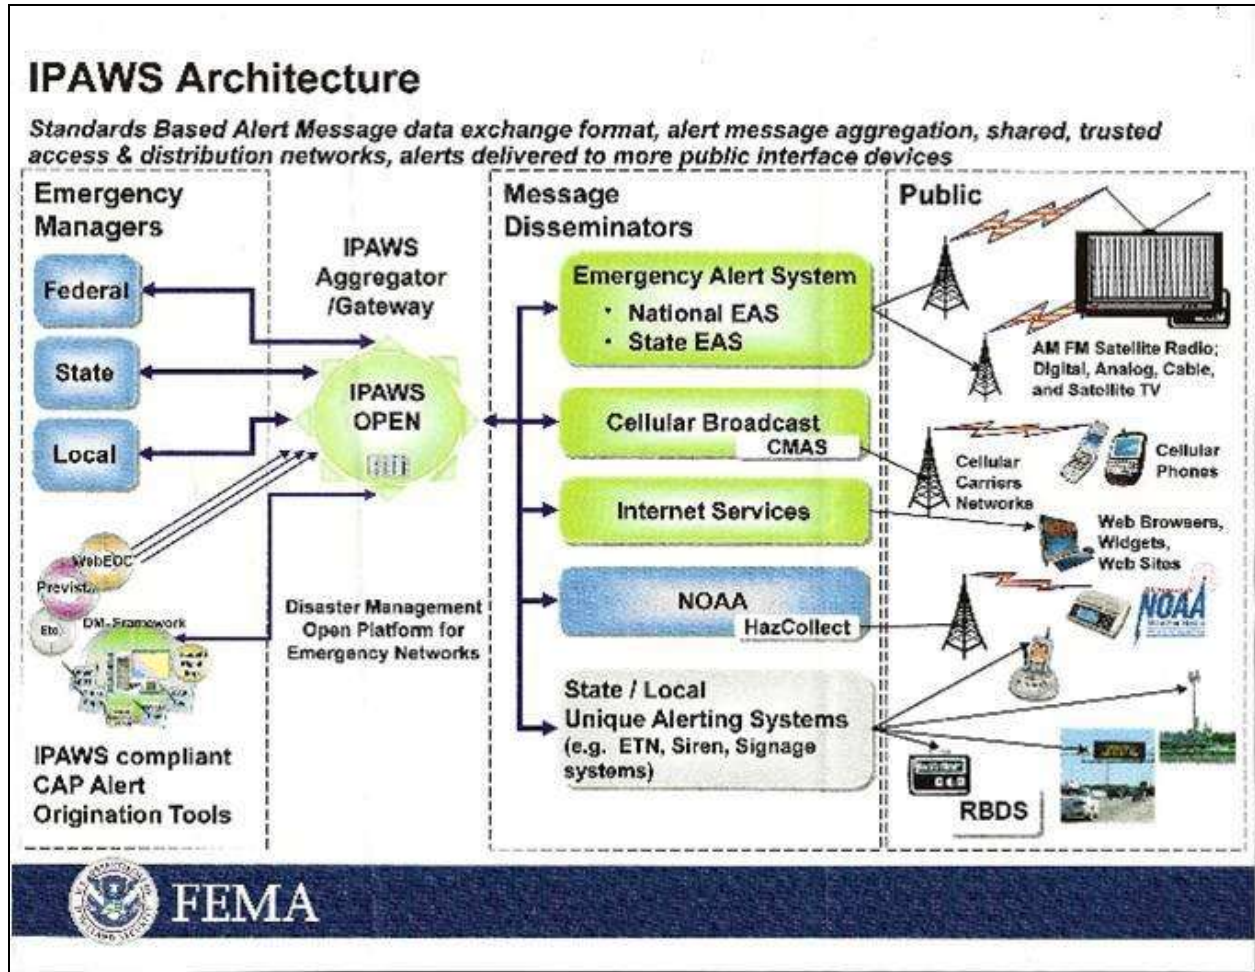 IPAWS Architecture
Standards Based Alert Message data exchange format, alert message aggregation, shared, trusted
access & distribution networks, alerts delivered to more public interface devices
Emergency
Managers
Federal
State
Local
WebEOC
Etc.
DM-Framework
IPAWS compliant
CAP Alert
Origination Tools
IPAWS
Aggregator
/Gateway
IPAWS
OPEN
Disaster Management
Open Platform for
Emergency Networks
Message
Disseminators
Emergency Alert System
• National EAS
• State EAS
Cellular Broadcast
CMAS
Internet Services
NOAA
HazCollect
State / Local
Unique Alerting Systems
(e.g. ETN, Siren, Signage
systems)
Public
AM FM Satellite Radio;
Digital, Analog, Cable,
and Satellite TV
Cellular
Carriers
Networks
Cellular
Phones
Web Browsers,
Widgets,
Web Sites
NOAA
RBDS
FEMA